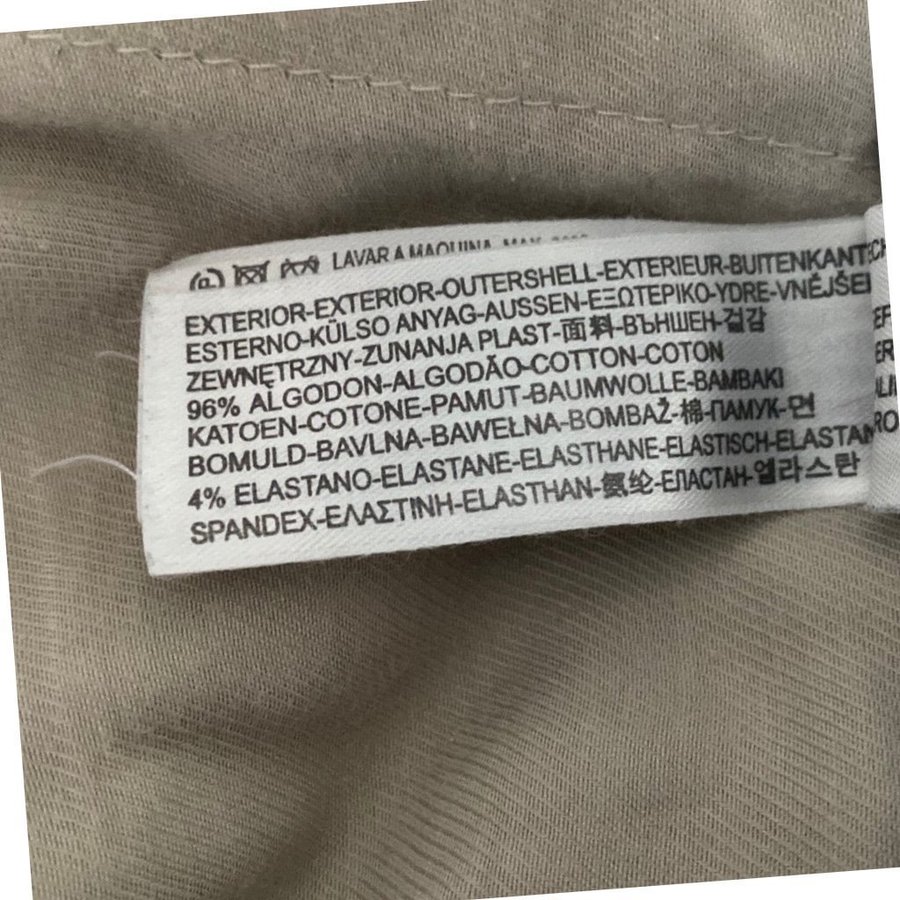 LAVAR A MAQUINA MAX.
EXTERIOR-EXTERIOR-OUTERSHELL-EXTERIEUR-BUITENKANT
ESTERNO-KÜLSO ANYAG-AUSSEN-ΕΞΩΤΕΡΙΚΟ-YDRE-VNĚJŠEI
ZEWNĘTRZNY-ZUNANJA PLAST-面料-ВЪНШЕН-겉감
96% ALGODON-ALGODÃO-COTTON-COTON
KATOEN-COTONE-PAMUT-BAUMWOLLE-BAMBAKI
BOMULD-BAVLNA-BAWEŁNA-BOMBAŽ-棉-ПАМУК-면
4% ELASTANO-ELASTANE-ELASTHANE-ELASTISCH-ELASTAN
SPANDEX-ΕΛΑΣΤΙΝΗ-ELASTHAN-氨纶-ЕЛАСТАН-엘라스탄